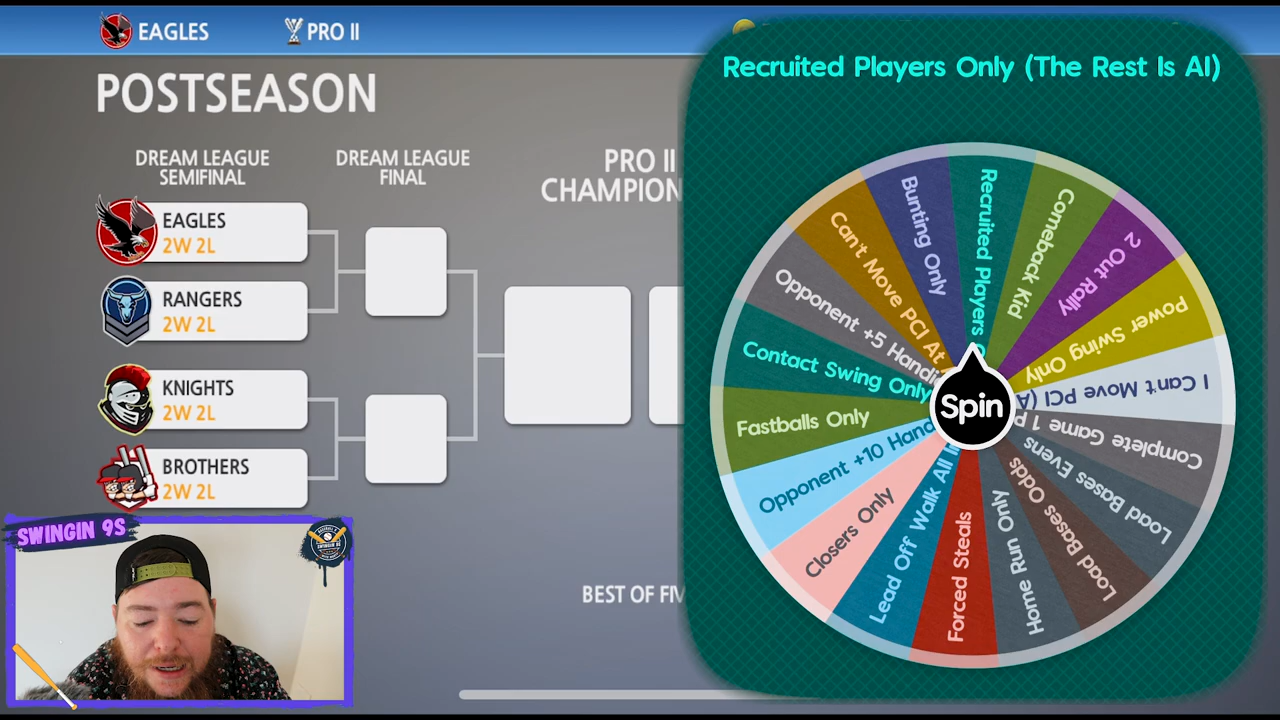 EAGLES
PRO II
Recruited Players Only (The Rest Is AI)
POSTSEASON
DREAM LEAGUE
SEMIFINAL
DREAM LEAGUE
FINAL
PRO II
CHAMPION
EAGLES
2W 2L
RANGERS
2W 2L
KNIGHTS
2W 2L
BROTHERS
2W 2L
BEST OF FIV
SWINGIN 9S
Recruited Players O
Comeback Kid
2 Out Rally
Power Swing Only
I Can't Move PCI (A
Complete Game 1 P
Load Bases Evens
Load Bases Odds
Home Run Only
Forced Steals
Lead Off Walk All In
Closers Only
Opponent +10 Hand
Fastballs Only
Contact Swing Only
Opponent +5 Handi
Can't Move PCI At
Bunting Only
Spin